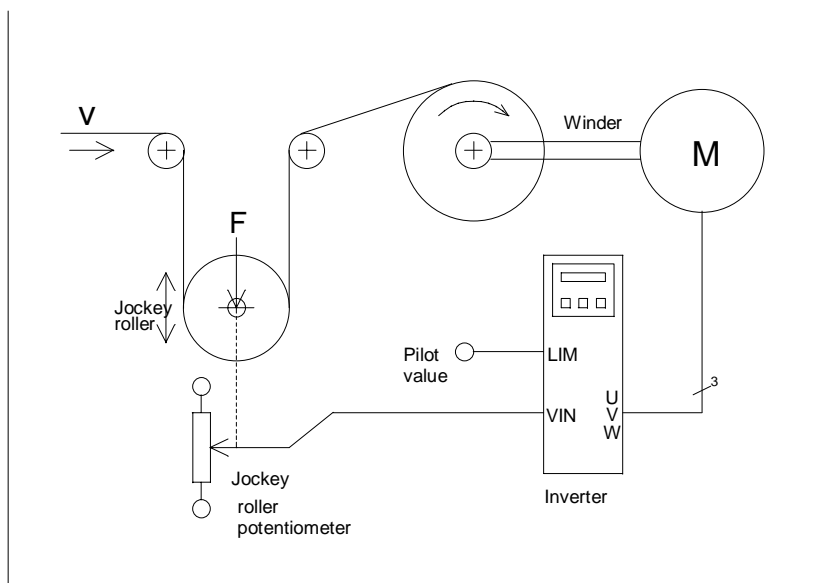 V
Winder
M
F
Jockey
roller
Pilot
value
LIM
3
VIN
U
V
W
Jockey
roller
potentiometer
Inverter